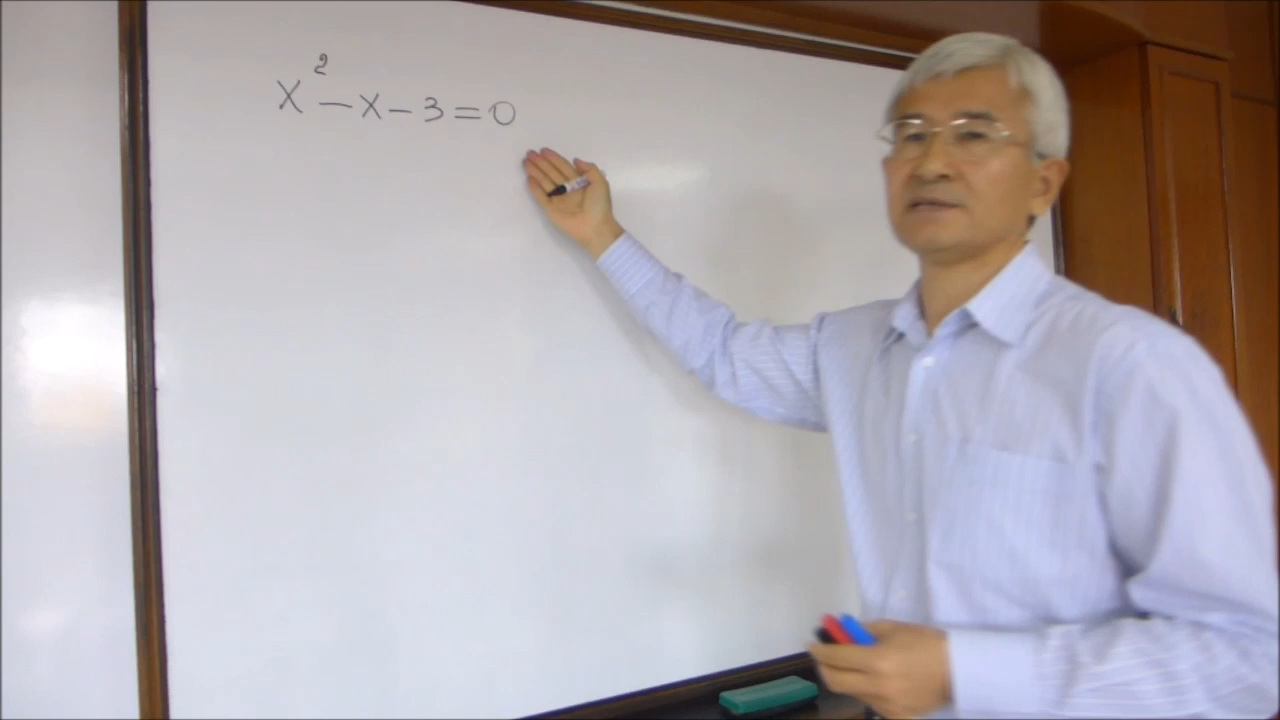 x² - x - 3 = 0